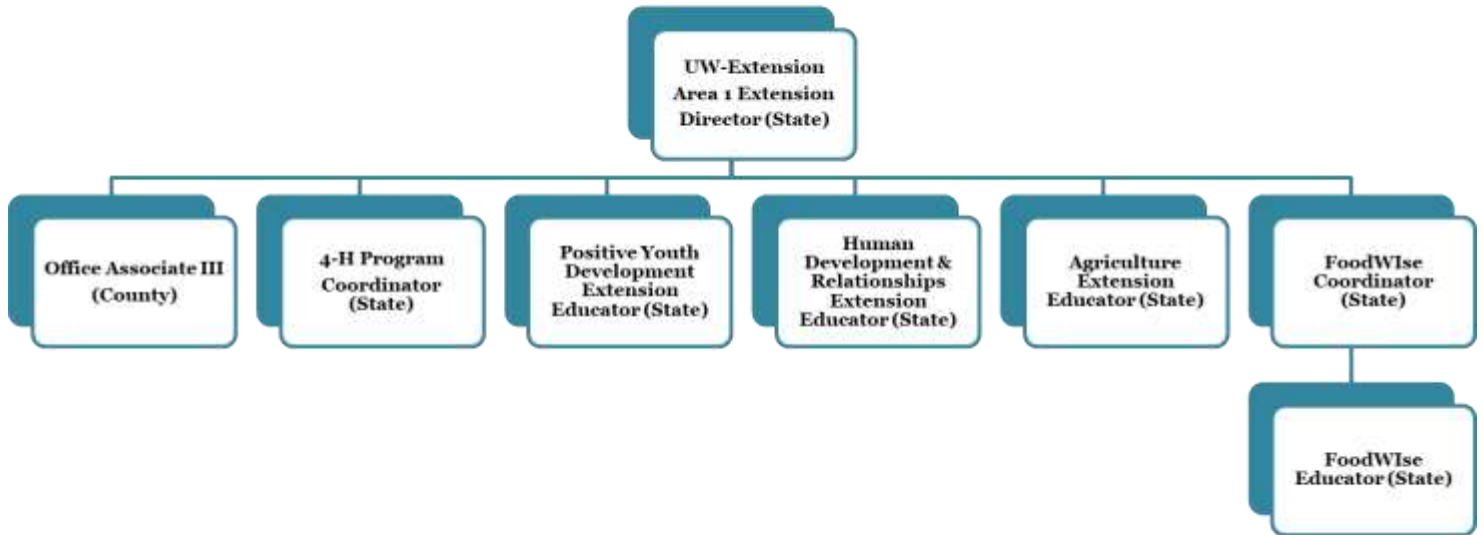 UW-Extension
Area 1 Extension
Director (State)
Office Associate III
(County)
4-H Program
Coordinator
(State)
Positive Youth
Development
Extension
Educator (State)
Human
Development &
Relationships
Extension
Educator (State)
Agriculture
Extension
Educator (State)
FoodWIse
Coordinator
(State)
FoodWIse
Educator (State)